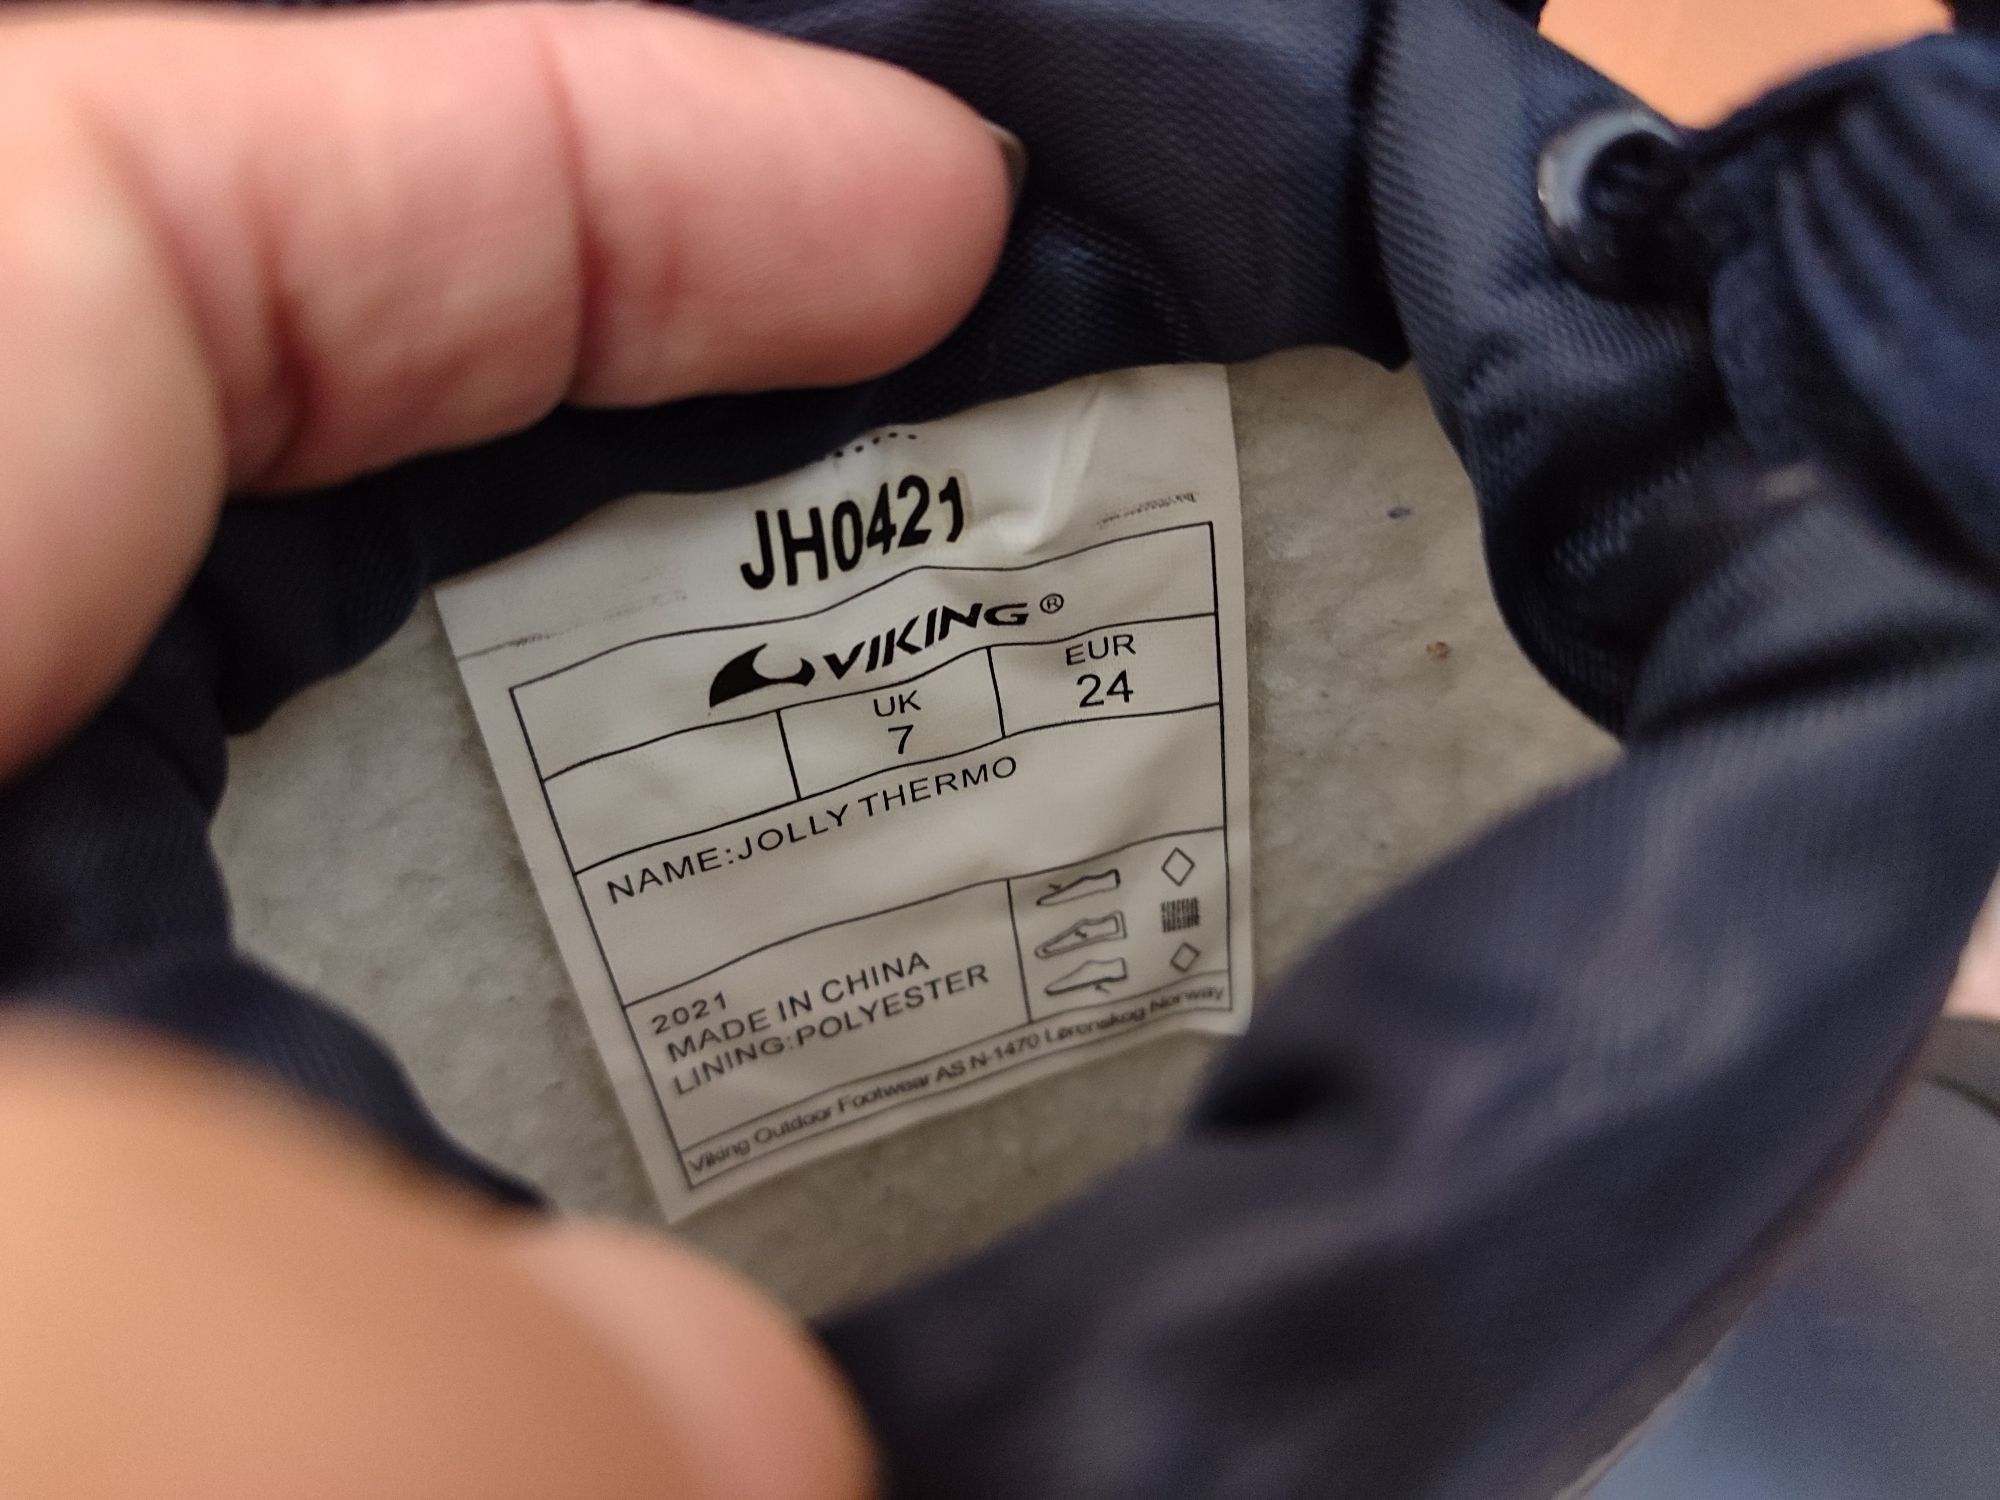 JH0421
VIKING®
UK
7
EUR
24
NAME:JOLLY THERMO
2021
MADE IN CHINA
LINING:POLYESTER
Viking Outdoor Footwear AS N-1470 Lørenskog Norway